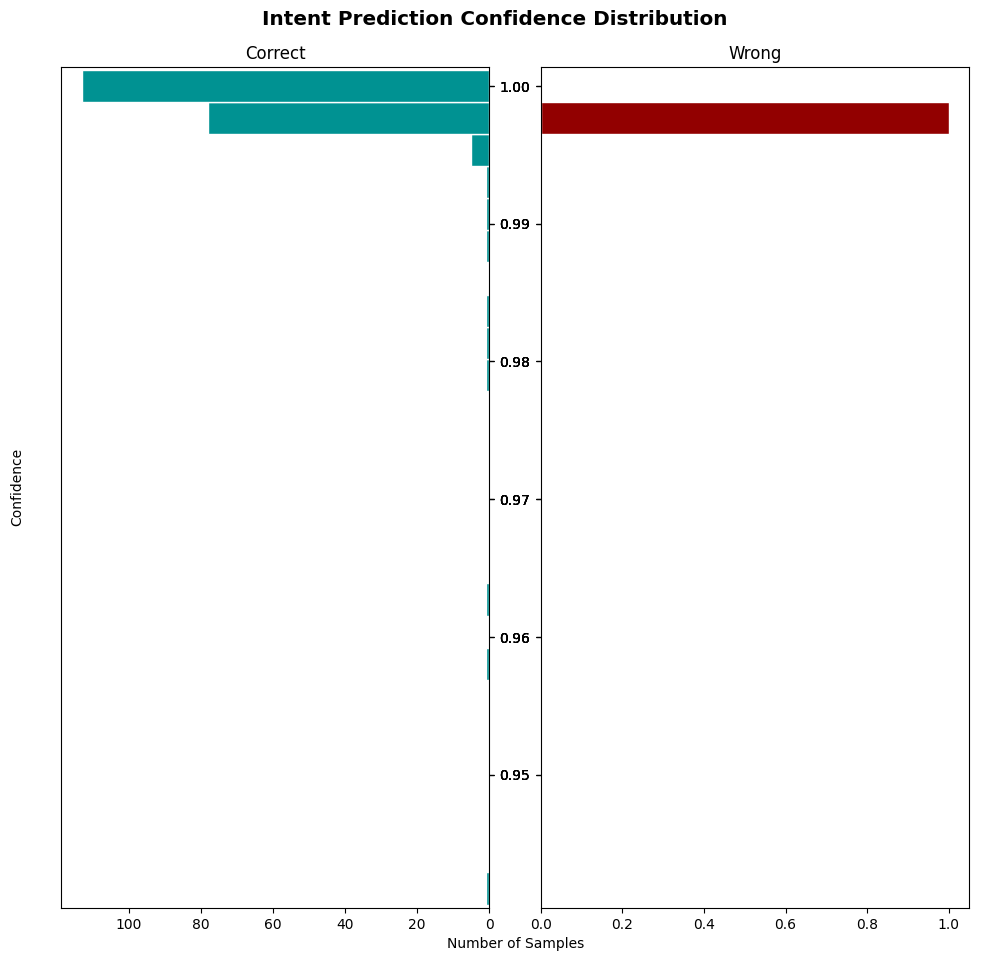 Intent Prediction Confidence Distribution
Correct
Wrong
1.00
0.99
0.98
0.97
0.96
0.95
Confidence
100 80 60 40 20 0
0.0 0.2 0.4 0.6 0.8 1.0
Number of Samples